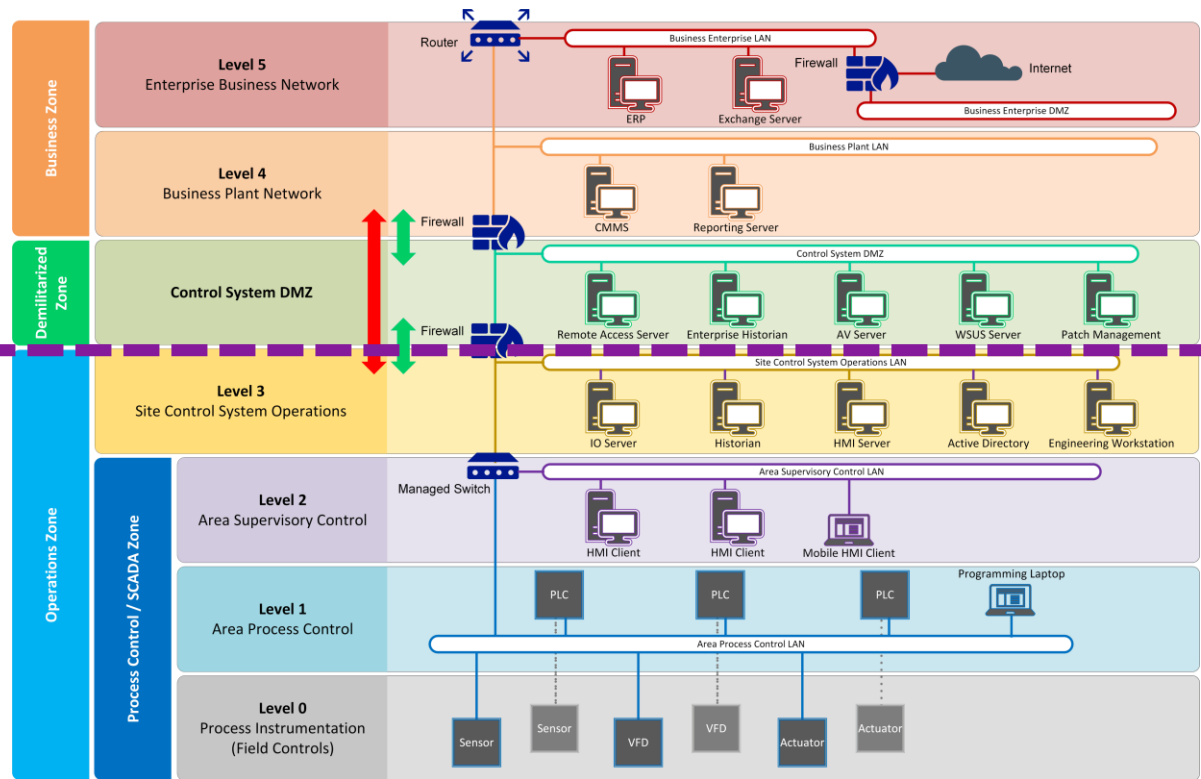 Business Zone
Level 5
Enterprise Business Network
Router
Business Enterprise LAN
ERP
Exchange Server
Firewall
Internet
Business Enterprise DMZ
Level 4
Business Plant Network
Business Plant LAN
CMMS
Reporting Server
Firewall
Demilitarized
Zone
Control System DMZ
Control System DMZ
Remote Access Server
Enterprise Historian
AV Server
WSUS Server
Patch Management
Firewall
Operations Zone
Level 3
Site Control System Operations
Site Control System Operations LAN
IO Server
Historian
HMI Server
Active Directory
Engineering Workstation
Process Control / SCADA Zone
Level 2
Area Supervisory Control
Managed Switch
Area Supervisory Control LAN
HMI Client
HMI Client
Mobile HMI Client
Level 1
Area Process Control
PLC
PLC
PLC
Programming Laptop
Area Process Control LAN
Level 0
Process Instrumentation
(Field Controls)
Sensor
Sensor
VFD
VFD
Actuator
Actuator